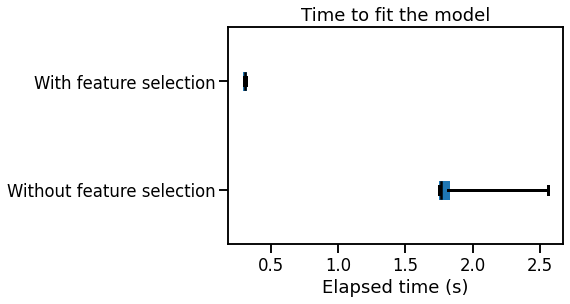 Time to fit the model
With feature selection
Without feature selection
0.5 1.0 1.5 2.0 2.5
Elapsed time (s)